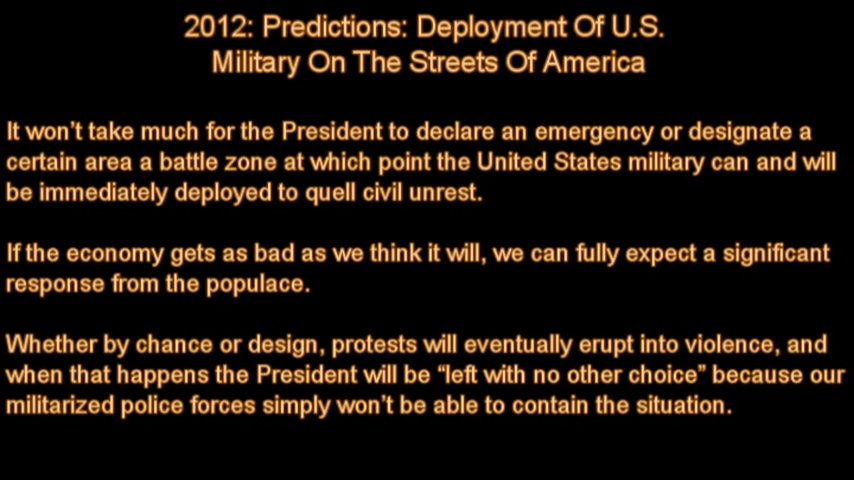 2012: Predictions: Deployment Of U.S.
Military On The Streets Of America
It won't take much for the President to declare an emergency or designate a
certain area a battle zone at which point the United States military can and will
be immediately deployed to quell civil unrest.
If the economy gets as bad as we think it will, we can fully expect a significant
response from the populace.
Whether by chance or design, protests will eventually erupt into violence, and
when that happens the President will be “left with no other choice” because our
militarized police forces simply won't be able to contain the situation.